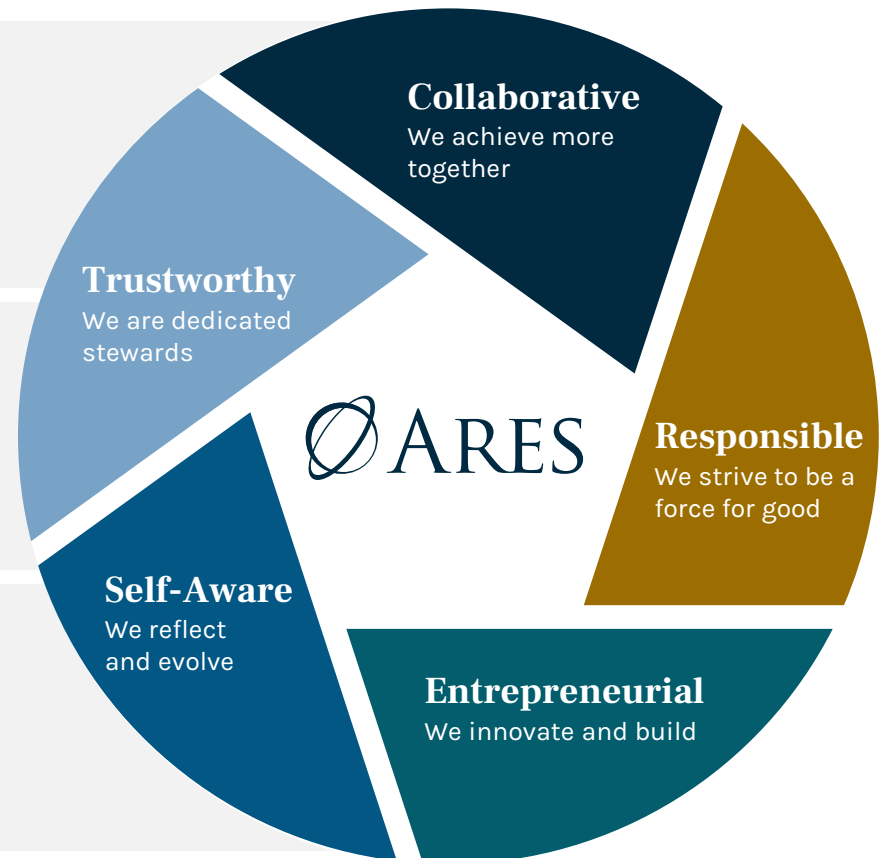 Collaborative
We achieve more
together
Trustworthy
We are dedicated
stewards
ARES
Responsible
We strive to be a
force for good
Self-Aware
We reflect
and evolve
Entrepreneurial
We innovate and build